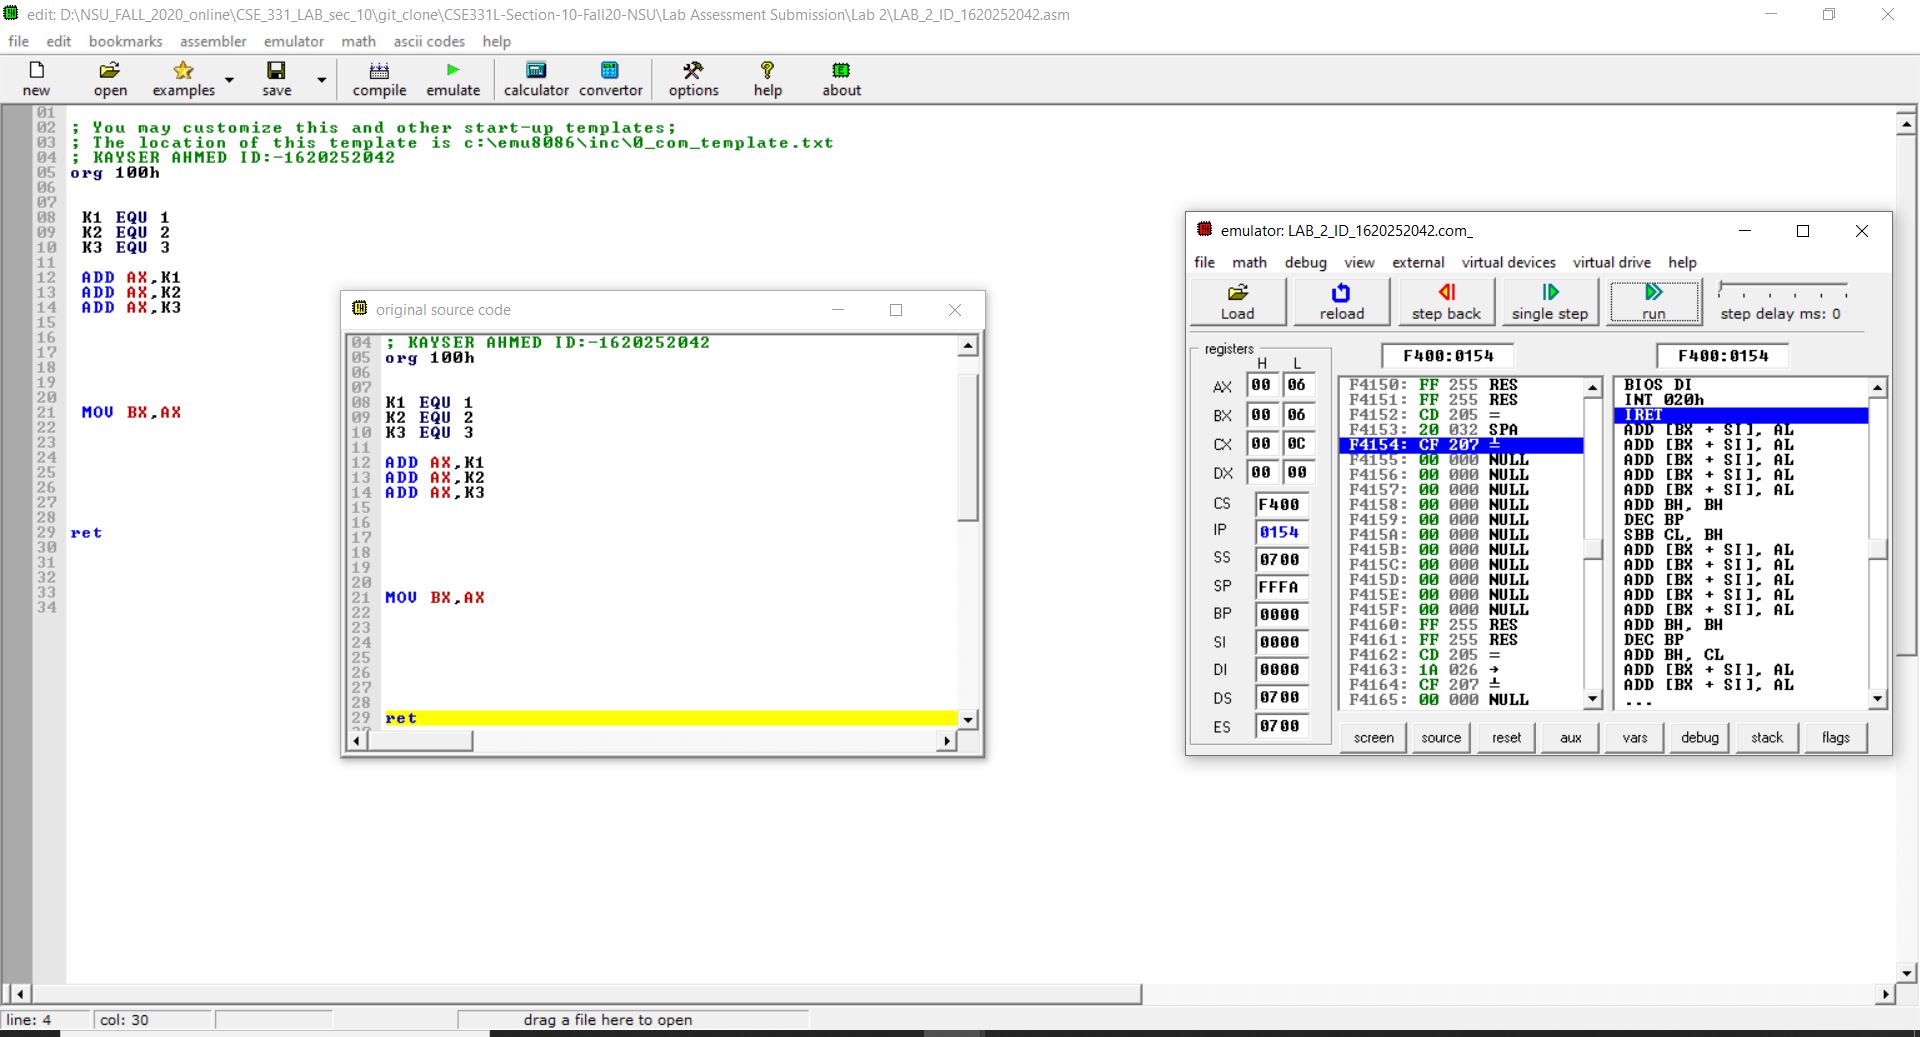 edit: D:\NSU_FALL_2020_online\CSE_331_LAB_sec_10\git_clone\CSE331L-Section-10-Fall20-NSU\Lab Assessment Submission\Lab 2\LAB_2_ID_1620252042.asm
file edit bookmarks assembler emulator math ascii codes help
new open examples save compile emulate calculator convertor options help about
01
02 ; You may customize this and other start-up templates;
03 ; The location of this template is c:\emu8086\inc\0_com_template.txt
04 ; KAYSER AHMED ID:-1620252042
05 org 100h
06
07
08 K1 EQU 1
09 K2 EQU 2
10 K3 EQU 3
11
12 ADD AX,K1
13 ADD AX,K2
14 ADD AX,K3
15
16
17
18
19
20
21 MOV BX,AX
22
23
24
25
26
27
28
29 ret
30
31
32
33
34
original source code
04 ; KAYSER AHMED ID:-1620252042
05 org 100h
06
07
08 K1 EQU 1
09 K2 EQU 2
10 K3 EQU 3
11
12 ADD AX,K1
13 ADD AX,K2
14 ADD AX,K3
15
16
17
18
19
20
21 MOV BX,AX
22
23
24
25
26
27
28
29 ret
emulator: LAB_2_ID_1620252042.com_
file math debug view external virtual devices virtual drive help
Load reload step back single step run step delay ms: 0
registers H L
AX 00 06
BX 00 06
CX 00 0C
DX 00 00
CS F400
IP 0154
SS 0700
SP FFFA
BP 0000
SI 0000
DI 0000
DS 0700
ES 0700
F400:0154
F4150: FF 255 RES
F4151: FF 255 RES
F4152: CD 205 =
F4153: 20 032 SPA
F4154: CF 207 ╧
F4155: 00 000 NULL
F4156: 00 000 NULL
F4157: 00 000 NULL
F4158: 00 000 NULL
F4159: 00 000 NULL
F415A: 00 000 NULL
F415B: 00 000 NULL
F415C: 00 000 NULL
F415D: 00 000 NULL
F415E: 00 000 NULL
F415F: 00 000 NULL
F4160: FF 255 RES
F4161: FF 255 RES
F4162: CD 205 =
F4163: 1A 026 →
F4164: CF 207 ╧
F4165: 00 000 NULL
F400:0154
BIOS DI
INT 020h
IRET
ADD [BX + SI], AL
ADD [BX + SI], AL
ADD [BX + SI], AL
ADD [BX + SI], AL
ADD [BX + SI], AL
ADD BH, BH
DEC BP
SBB CL, BH
ADD [BX + SI], AL
ADD [BX + SI], AL
ADD [BX + SI], AL
ADD [BX + SI], AL
ADD [BX + SI], AL
ADD BH, BH
DEC BP
ADD BH, CL
ADD [BX + SI], AL
ADD [BX + SI], AL
...
screen source reset aux vars debug stack flags
line: 4 col: 30 drag a file here to open